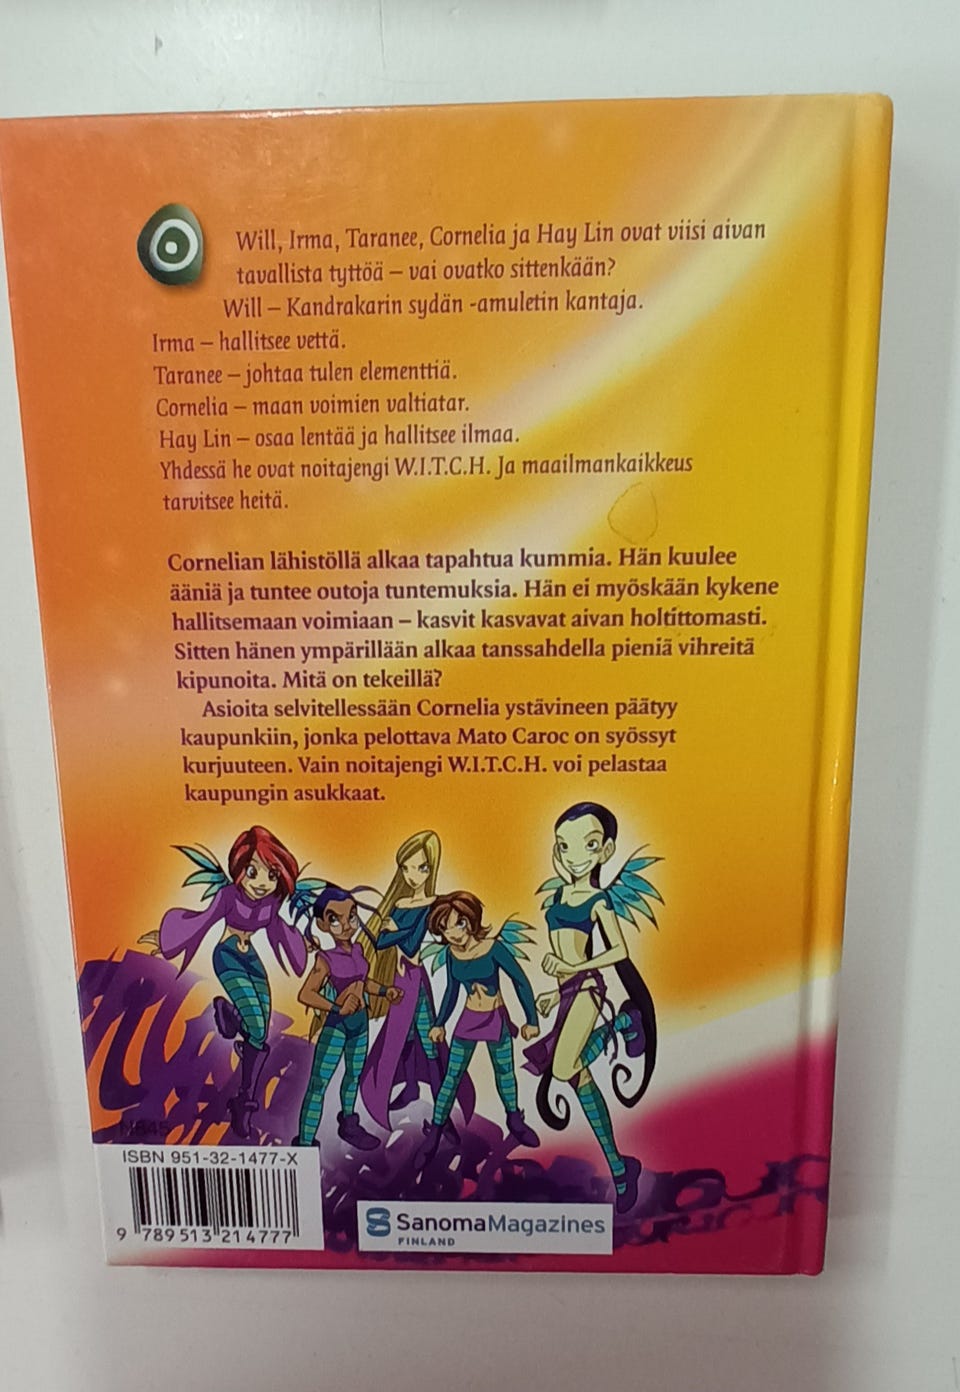 Will, Irma, Taranee, Cornelia ja Hay Lin ovat viisi aivan
tavallista tyttöä – vai ovatko sittenkään?
Will – Kandrakarin sydän -amuletin kantaja.
Irma – hallitsee vettä.
Taranee – johtaa tulen elementtiä.
Cornelia – maan voimien valtiatar.
Hay Lin – osaa lentää ja hallitsee ilmaa.
Yhdessä he ovat noitajengi W.I.T.C.H. Ja maailmankaikkeus
tarvitsee heitä.
Cornelian lähistöllä alkaa tapahtua kummia. Hän kuulee
ääniä ja tuntee outoja tuntemuksia. Hän ei myöskään kykene
hallitsemaan voimiaan – kasvit kasvavat aivan holtittomasti.
Sitten hänen ympärillään alkaa tanssahdella pieniä vihreitä
kipunoita. Mitä on tekeillä?
Asioita selvitellessään Cornelia ystävineen päätyy
kaupunkiin, jonka pelottava Mato Caroc on syössyt
kurjuuteen. Vain noitajengi W.I.T.C.H. voi pelastaa
kaupungin asukkaat.
ISBN 951-32-1477-X
9 789513 214777
SanomaMagazines
FINLAND